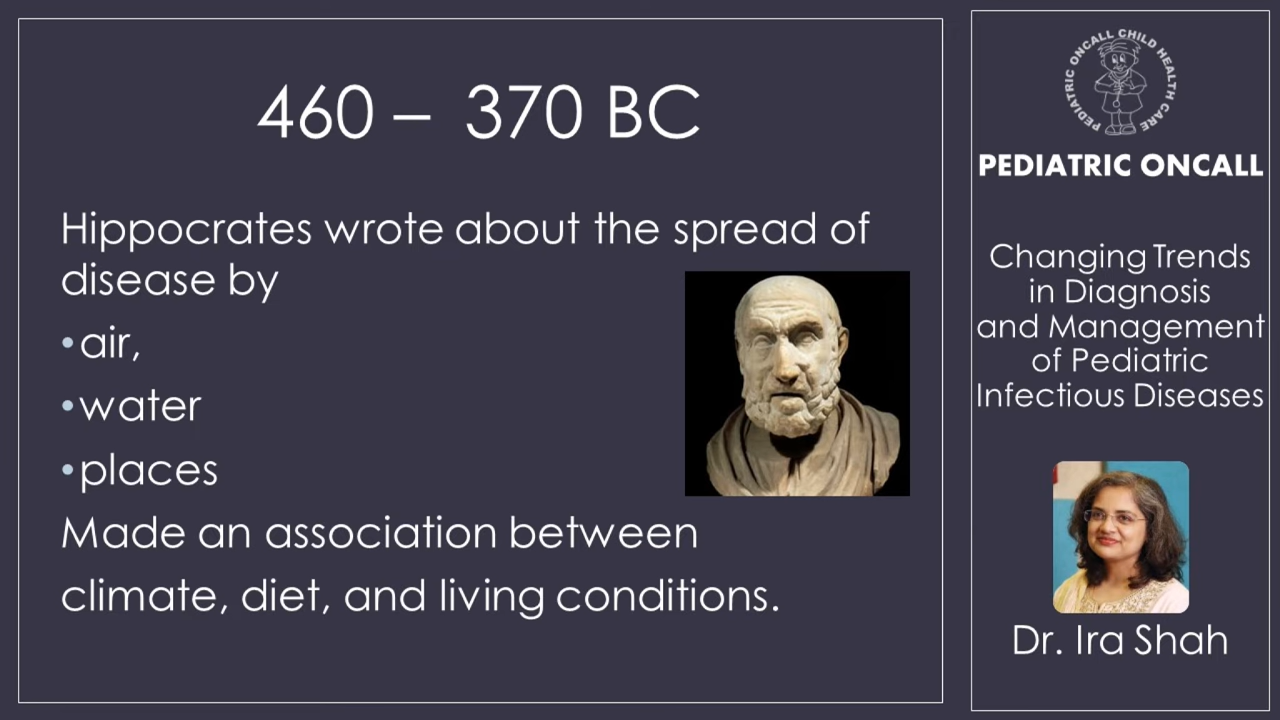 460 – 370 BC
Hippocrates wrote about the spread of
disease by
•air,
•water
•places
Made an association between
climate, diet, and living conditions.
PEDIATRIC ONCALL CHILD HEALTH CARE
PEDIATRIC ONCALL
Changing Trends
in Diagnosis
and Management
of Pediatric
Infectious Diseases
Dr. Ira Shah